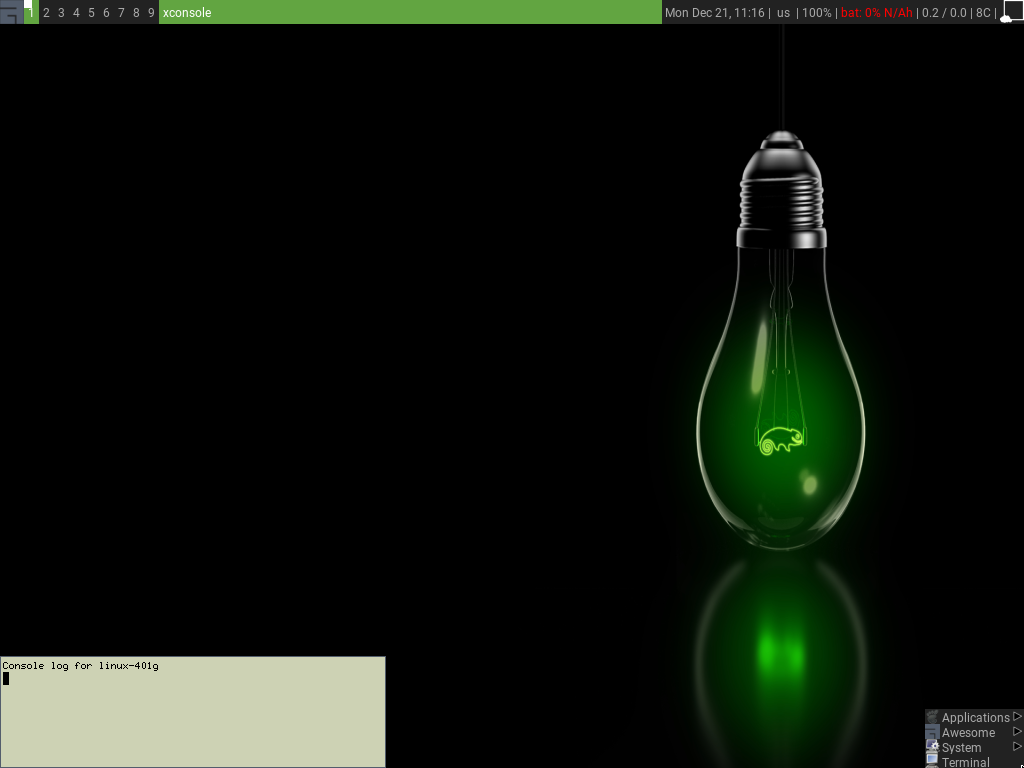 1 2 3 4 5 6 7 8 9 xconsole Mon Dec 21, 11:16 | us | 100% | bat: 0% N/Ah | 0.2 / 0.0 | 8C |
Console log for linux-401g
Applications
Awesome
System
Terminal